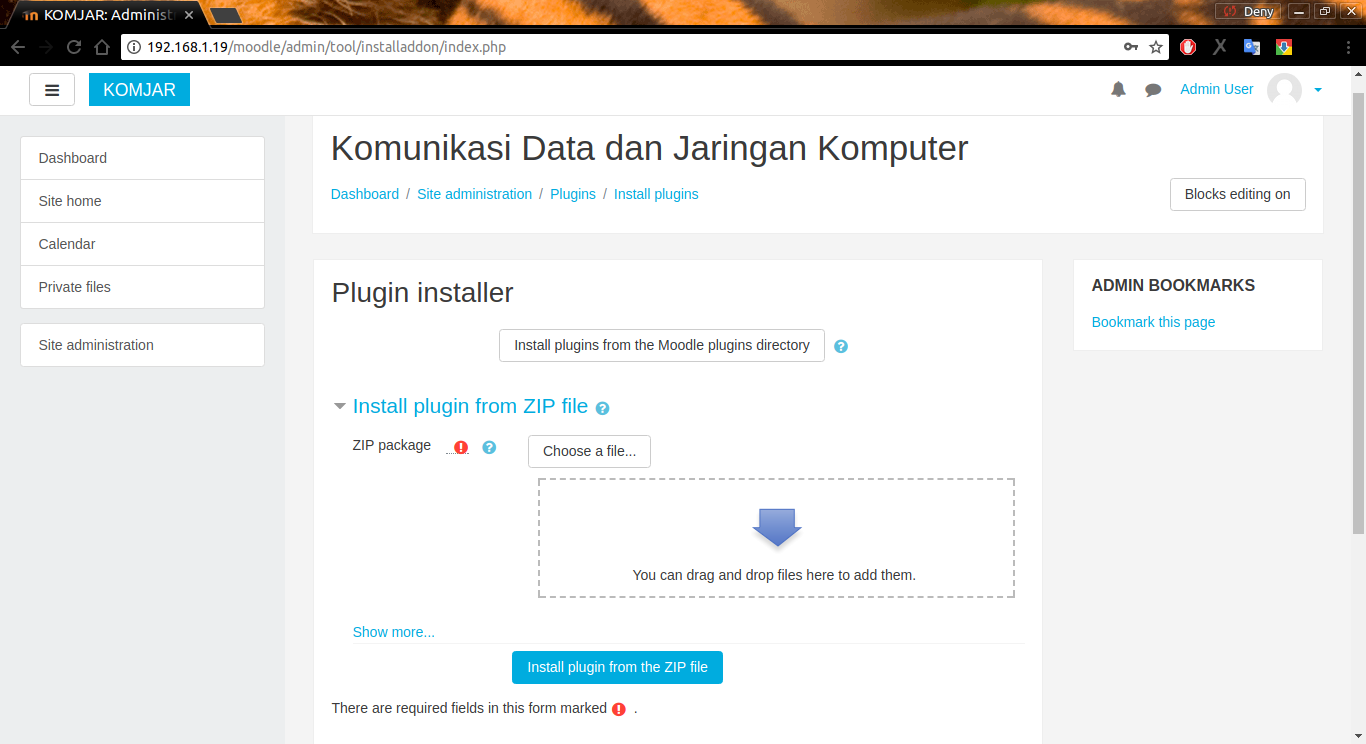 KOMJAR: Administ
Deny
192.168.1.19/moodle/admin/tool/installaddon/index.php
KOMJAR
Admin User
Dashboard
Site home
Calendar
Private files
Site administration
Komunikasi Data dan Jaringan Komputer
Dashboard / Site administration / Plugins / Install plugins
Blocks editing on
Plugin installer
Install plugins from the Moodle plugins directory
Install plugin from ZIP file
ZIP package
Choose a file...
You can drag and drop files here to add them.
Show more...
Install plugin from the ZIP file
There are required fields in this form marked .
ADMIN BOOKMARKS
Bookmark this page